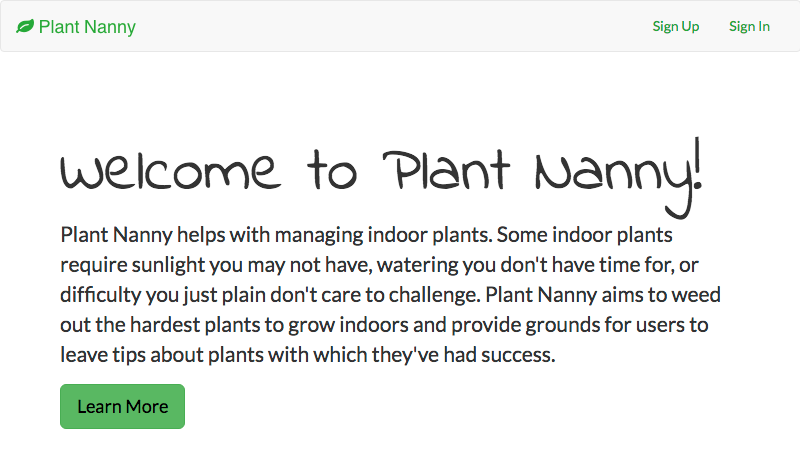 Plant Nanny
Sign Up
Sign In
Welcome to Plant Nanny!
Plant Nanny helps with managing indoor plants. Some indoor plants
require sunlight you may not have, watering you don't have time for, or
difficulty you just plain don't care to challenge. Plant Nanny aims to weed
out the hardest plants to grow indoors and provide grounds for users to
leave tips about plants with which they've had success.
Learn More